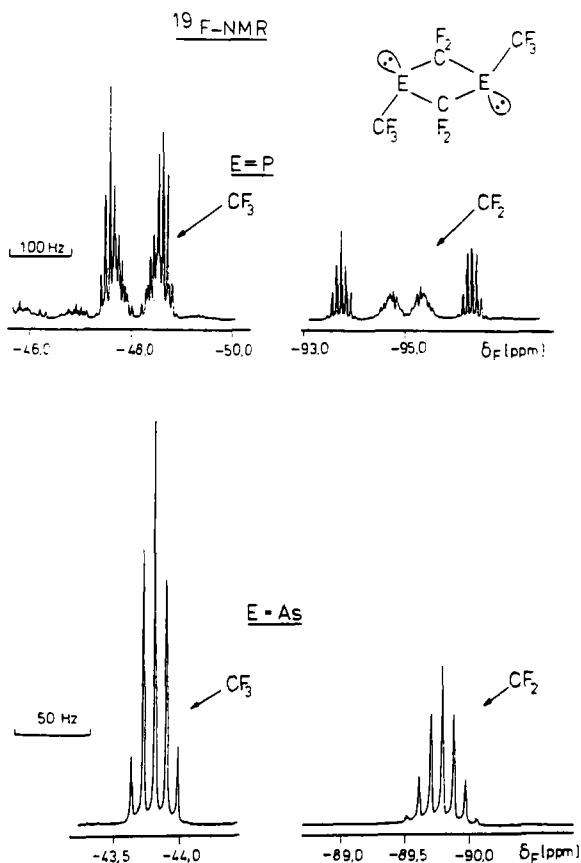 19 F-NMR
F2
C
CF3
E
E
C
CF3
F2
E=P
CF3
CF2
100 Hz
-46,0
-48,0
-50,0
-93,0
-95,0
δF [ppm]
E=As
CF3
CF2
50 Hz
-43,5
-44,0
-89,0
-89,5
-90,0
δF [ppm]